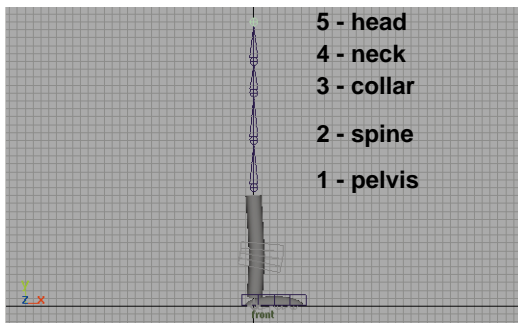 5 - head
4 - neck
3 - collar
2 - spine
1 - pelvis
y
z x
front